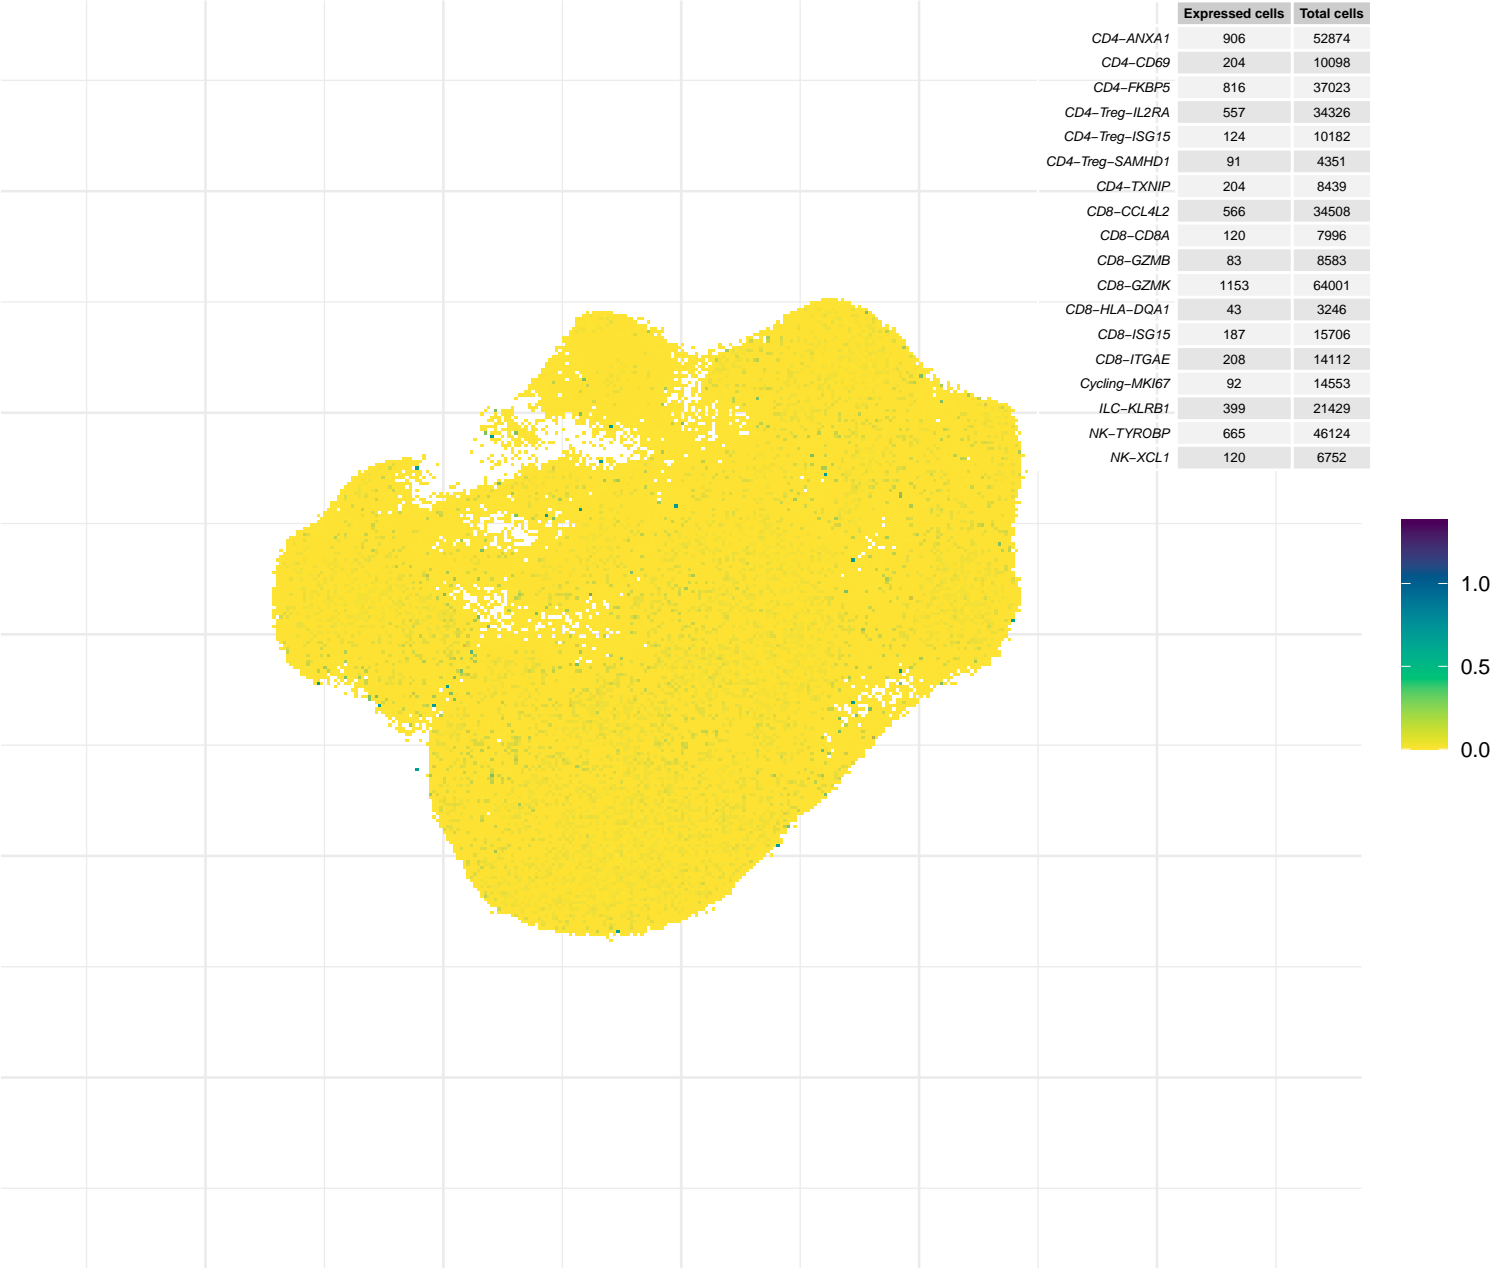 Expressed cells Total cells
CD4−ANXA1 906 52874
CD4−CD69 204 10098
CD4−FKBP5 816 37023
CD4−Treg−IL2RA 557 34326
CD4−Treg−ISG15 124 10182
CD4−Treg−SAMHD1 91 4351
CD4−TXNIP 204 8439
CD8−CCL4L2 566 34508
CD8−CD8A 120 7996
CD8−GZMB 83 8583
CD8−GZMK 1153 64001
CD8−HLA−DQA1 43 3246
CD8−ISG15 187 15706
CD8−ITGAE 208 14112
Cycling−MKI67 92 14553
ILC−KLRB1 399 21429
NK−TYROBP 665 46124
NK−XCL1 120 6752
1.0
0.5
0.0